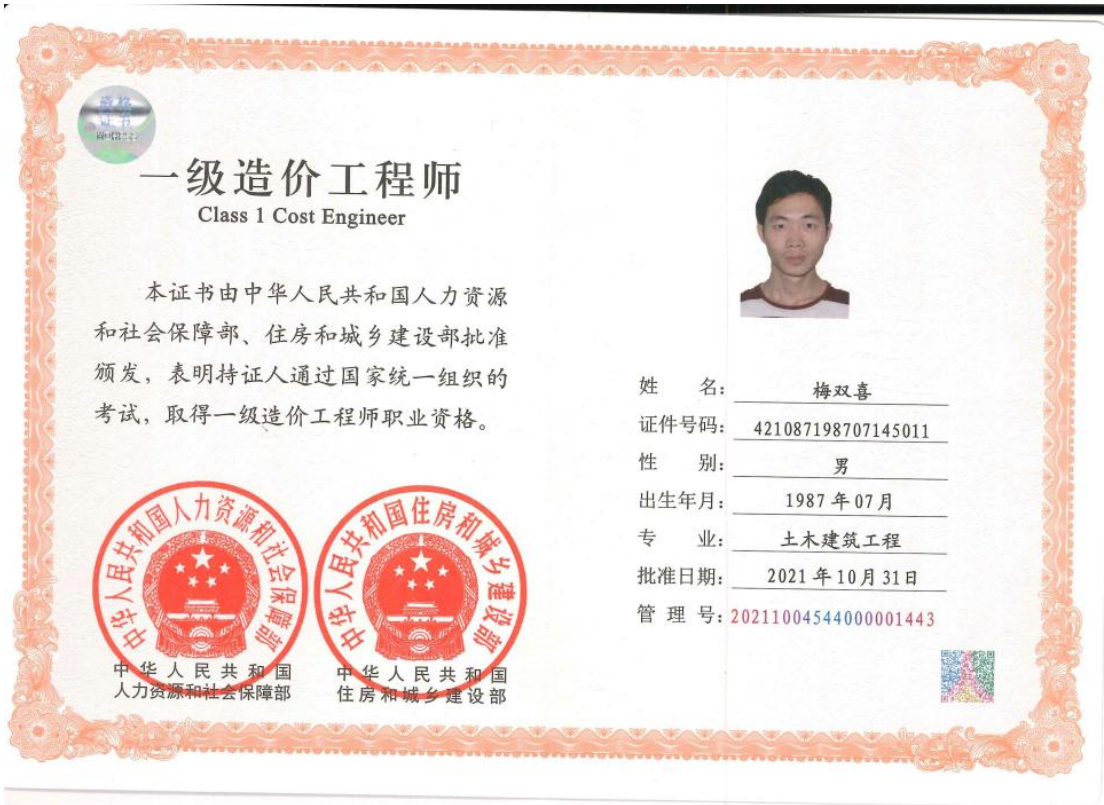 资格
证书
一级造价工程师
Class 1 Cost Engineer
本证书由中华人民共和国人力资源
和社会保障部、住房和城乡建设部批准
颁发，表明持证人通过国家统一组织的
考试，取得一级造价工程师职业资格。
中华人民共和国人力资源和社会保障部
中华人民共和国
人力资源和社会保障部
中华人民共和国住房和城乡建设部
中华人民共和国
住房和城乡建设部
姓 名：梅双喜
证件号码：421087198707145011
性 别：男
出生年月：1987年07月
专 业：土木建筑工程
批准日期：2021年10月31日
管 理 号：20211004544000001443